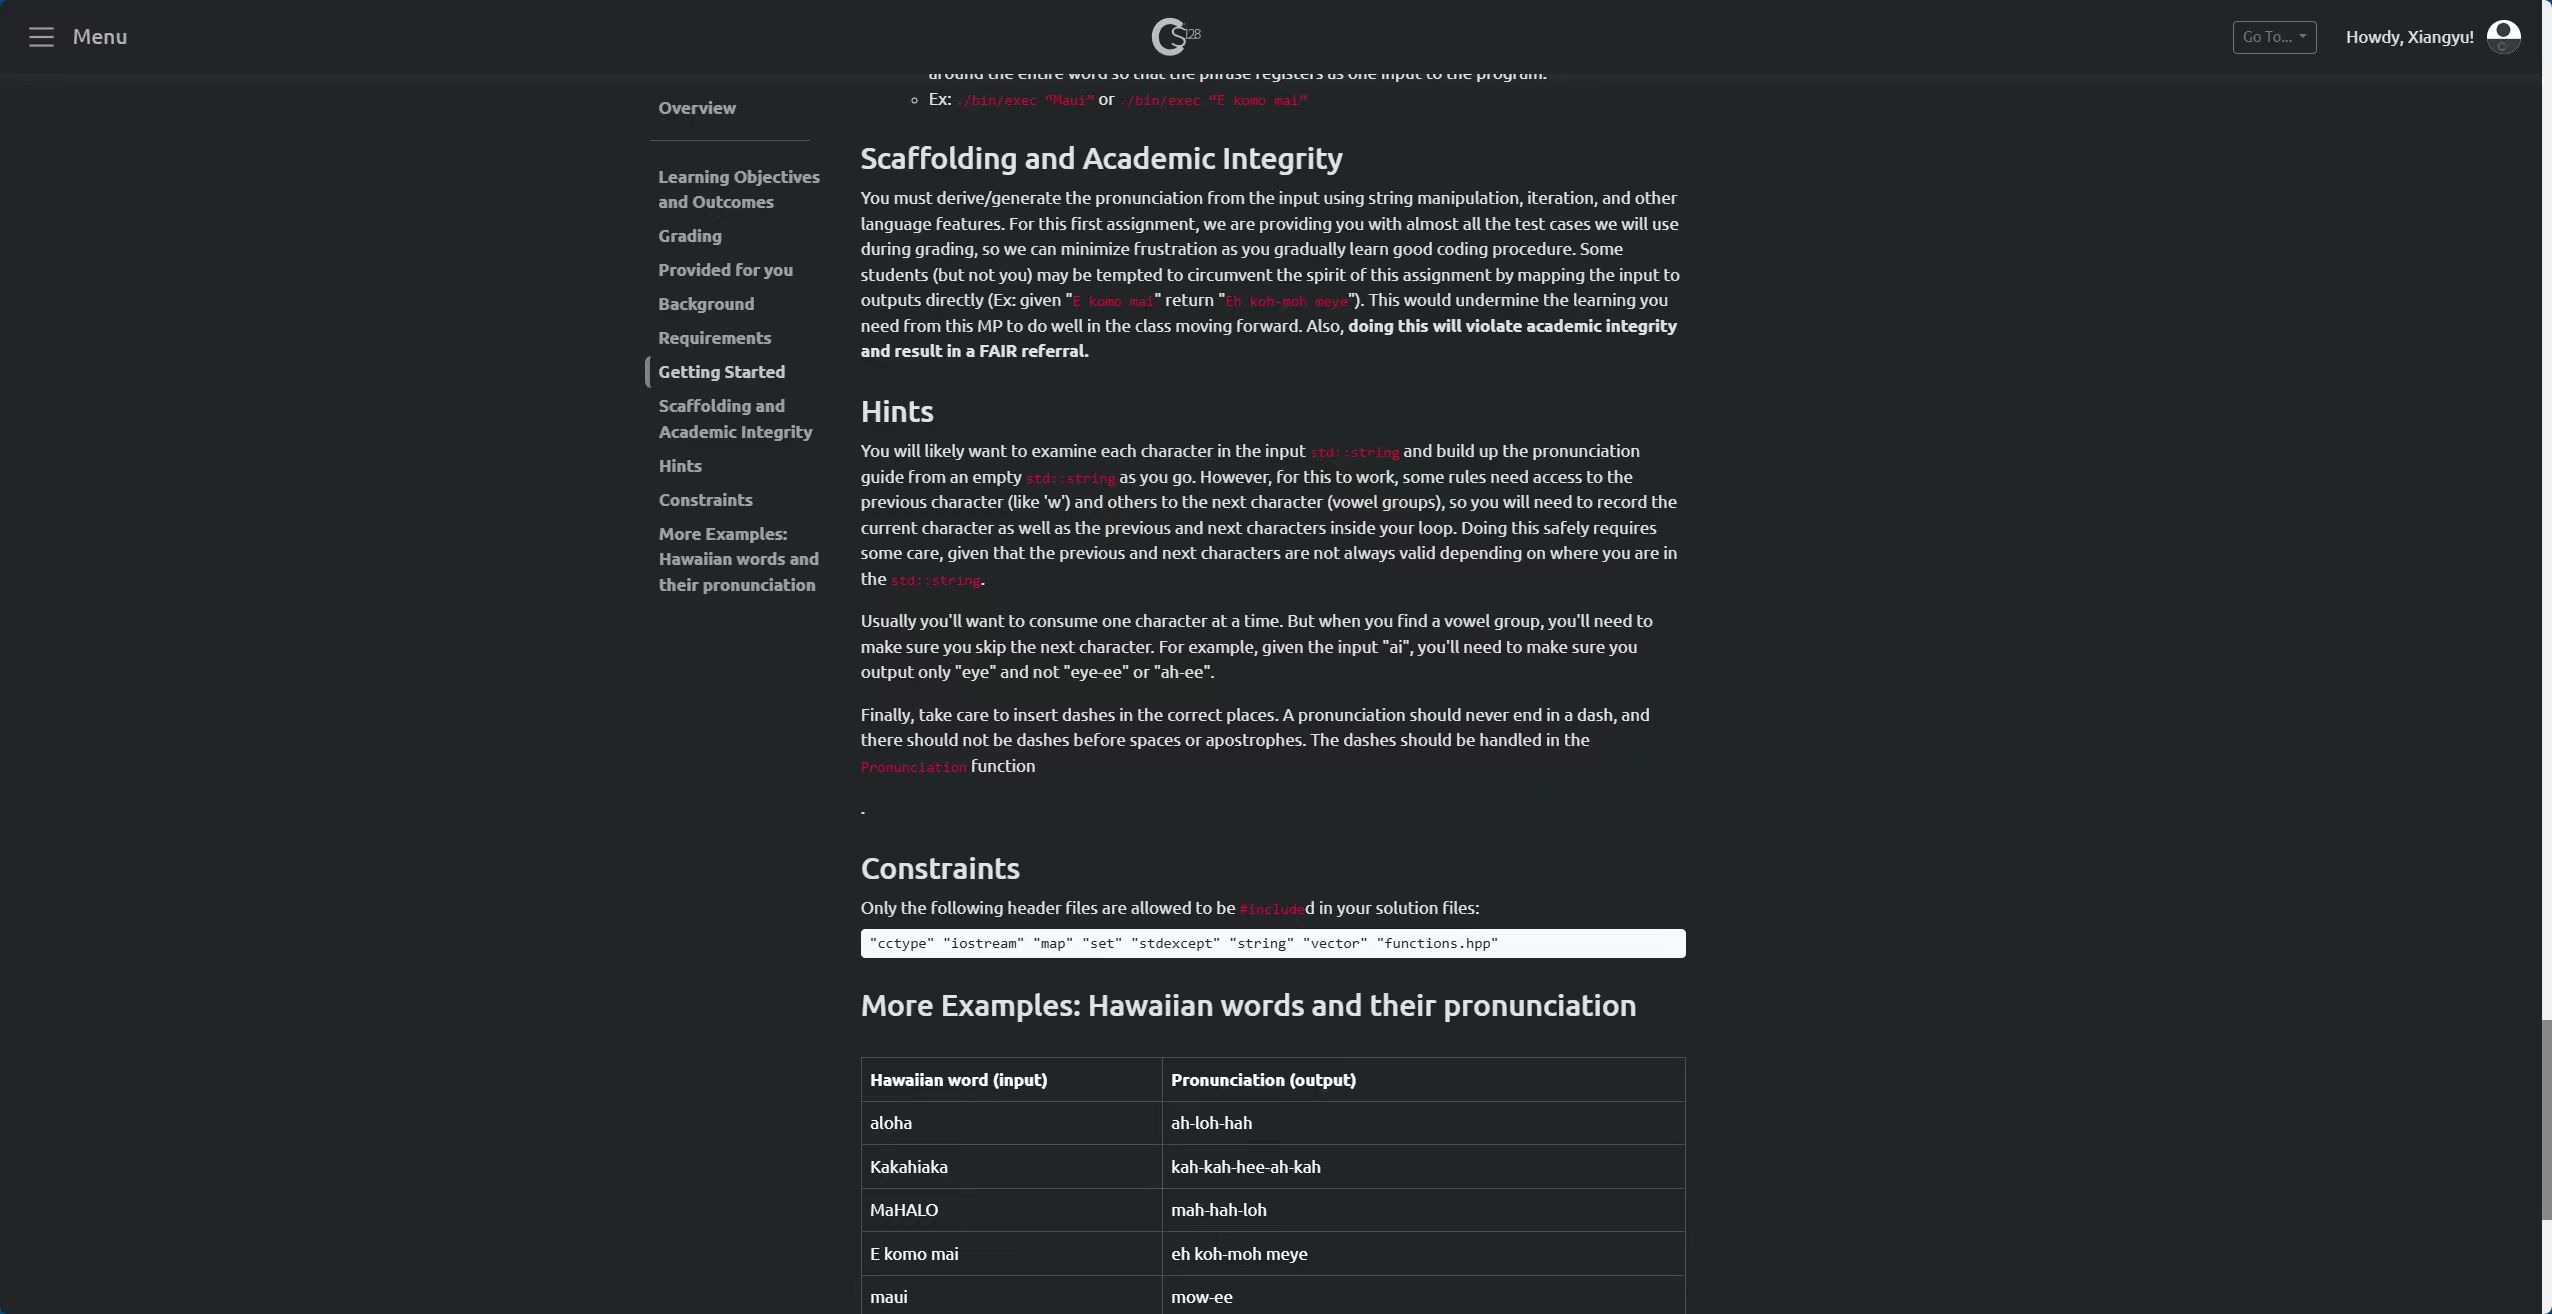 Menu
CS 128
Go To...
Howdy, Xiangyu!
Overview
Learning Objectives
and Outcomes
Grading
Provided for you
Background
Requirements
Getting Started
Scaffolding and
Academic Integrity
Hints
Constraints
More Examples:
Hawaiian words and
their pronunciation
around the entire word so that the phrase registers as one input to the program.
Ex: ./bin/exec “Maui” or ./bin/exec “E komo mai”
Scaffolding and Academic Integrity
You must derive/generate the pronunciation from the input using string manipulation, iteration, and other
language features. For this first assignment, we are providing you with almost all the test cases we will use
during grading, so we can minimize frustration as you gradually learn good coding procedure. Some
students (but not you) may be tempted to circumvent the spirit of this assignment by mapping the input to
outputs directly (Ex: given "E komo mai" return "Eh koh-moh meye"). This would undermine the learning you
need from this MP to do well in the class moving forward. Also, doing this will violate academic integrity
and result in a FAIR referral.
Hints
You will likely want to examine each character in the input std::string and build up the pronunciation
guide from an empty std::string as you go. However, for this to work, some rules need access to the
previous character (like 'w') and others to the next character (vowel groups), so you will need to record the
current character as well as the previous and next characters inside your loop. Doing this safely requires
some care, given that the previous and next characters are not always valid depending on where you are in
the std::string.
Usually you'll want to consume one character at a time. But when you find a vowel group, you'll need to
make sure you skip the next character. For example, given the input "ai", you'll need to make sure you
output only "eye" and not "eye-ee" or "ah-ee".
Finally, take care to insert dashes in the correct places. A pronunciation should never end in a dash, and
there should not be dashes before spaces or apostrophes. The dashes should be handled in the
Pronunciation function
.
Constraints
Only the following header files are allowed to be #included in your solution files:
"cctype" "iostream" "map" "set" "stdexcept" "string" "vector" "functions.hpp"
More Examples: Hawaiian words and their pronunciation
Hawaiian word (input) Pronunciation (output)
aloha ah-loh-hah
Kakahiaka kah-kah-hee-ah-kah
MaHALO mah-hah-loh
E komo mai eh koh-moh meye
maui mow-ee